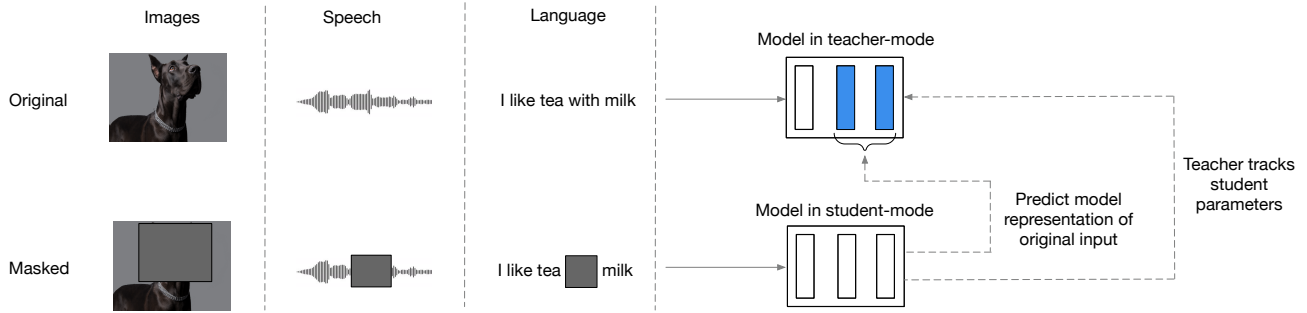 Images
Speech
Language
Model in teacher-mode
Original
I like tea with milk
Teacher tracks
student
parameters
Model in student-mode
Predict model
representation of
original input
Masked
I like tea milk